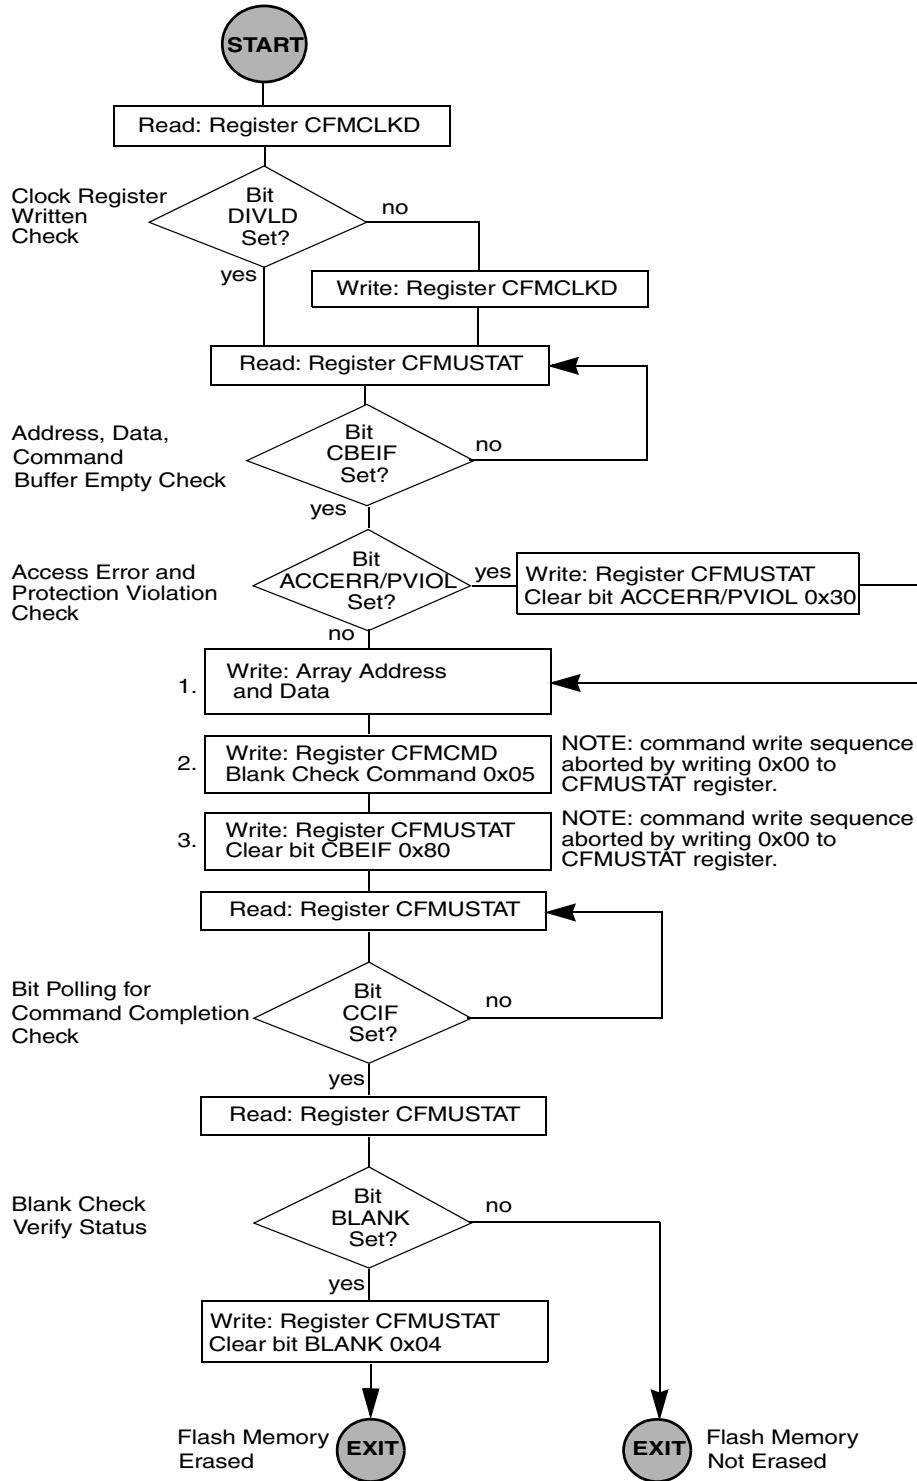 START
Read: Register CFMCLKD
Clock Register
Written
Check
Bit
DIVLD
Set?
no
yes
Write: Register CFMCLKD
Read: Register CFMUSTAT
Address, Data,
Command
Buffer Empty Check
Bit
CBEIF
Set?
no
yes
Access Error and
Protection Violation
Check
Bit
ACCERR/PVIOL
Set?
yes
Write: Register CFMUSTAT
Clear bit ACCERR/PVIOL 0x30
no
1.
Write: Array Address
and Data
2.
Write: Register CFMCMD
Blank Check Command 0x05
NOTE: command write sequence
aborted by writing 0x00 to
CFMUSTAT register.
3.
Write: Register CFMUSTAT
Clear bit CBEIF 0x80
NOTE: command write sequence
aborted by writing 0x00 to
CFMUSTAT register.
Read: Register CFMUSTAT
Bit Polling for
Command Completion
Check
Bit
CCIF
Set?
no
yes
Read: Register CFMUSTAT
Blank Check
Verify Status
Bit
BLANK
Set?
no
yes
Write: Register CFMUSTAT
Clear bit BLANK 0x04
Flash Memory
Erased
EXIT
EXIT
Flash Memory
Not Erased